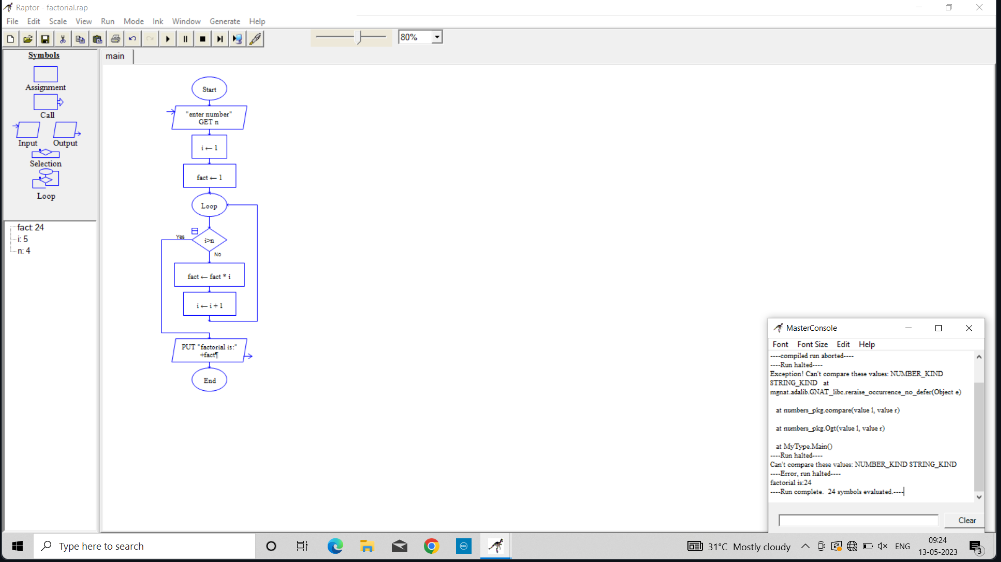 Raptor - factorial.rap
File Edit Scale View Run Mode Ink Window Generate Help
80%
Symbols
Assignment
Call
Input Output
Selection
Loop
fact: 24
i: 5
n: 4
main
Start
"enter number"
GET n
i ← 1
fact ← 1
Loop
Yes
i>n
No
fact ← fact * i
i ← i + 1
PUT "factorial is:"
+fact¶
End
MasterConsole
Font Font Size Edit Help
----compiled run aborted----
----Run halted----
Exception! Can't compare these values: NUMBER_KIND
STRING_KIND at
mgnat.adalib.GNAT_libc.reraise_occurrence_no_defer(Object e)
at numbers_pkg.compare(value l, value r)
at numbers_pkg.Ogt(value l, value r)
at MyType.Main()
----Run halted----
Can't compare these values: NUMBER_KIND STRING_KIND
----Error, run halted----
factorial is:24
----Run complete. 24 symbols evaluated.----
Clear
Type here to search
31°C Mostly cloudy
ENG
09:24
13-05-2023
3